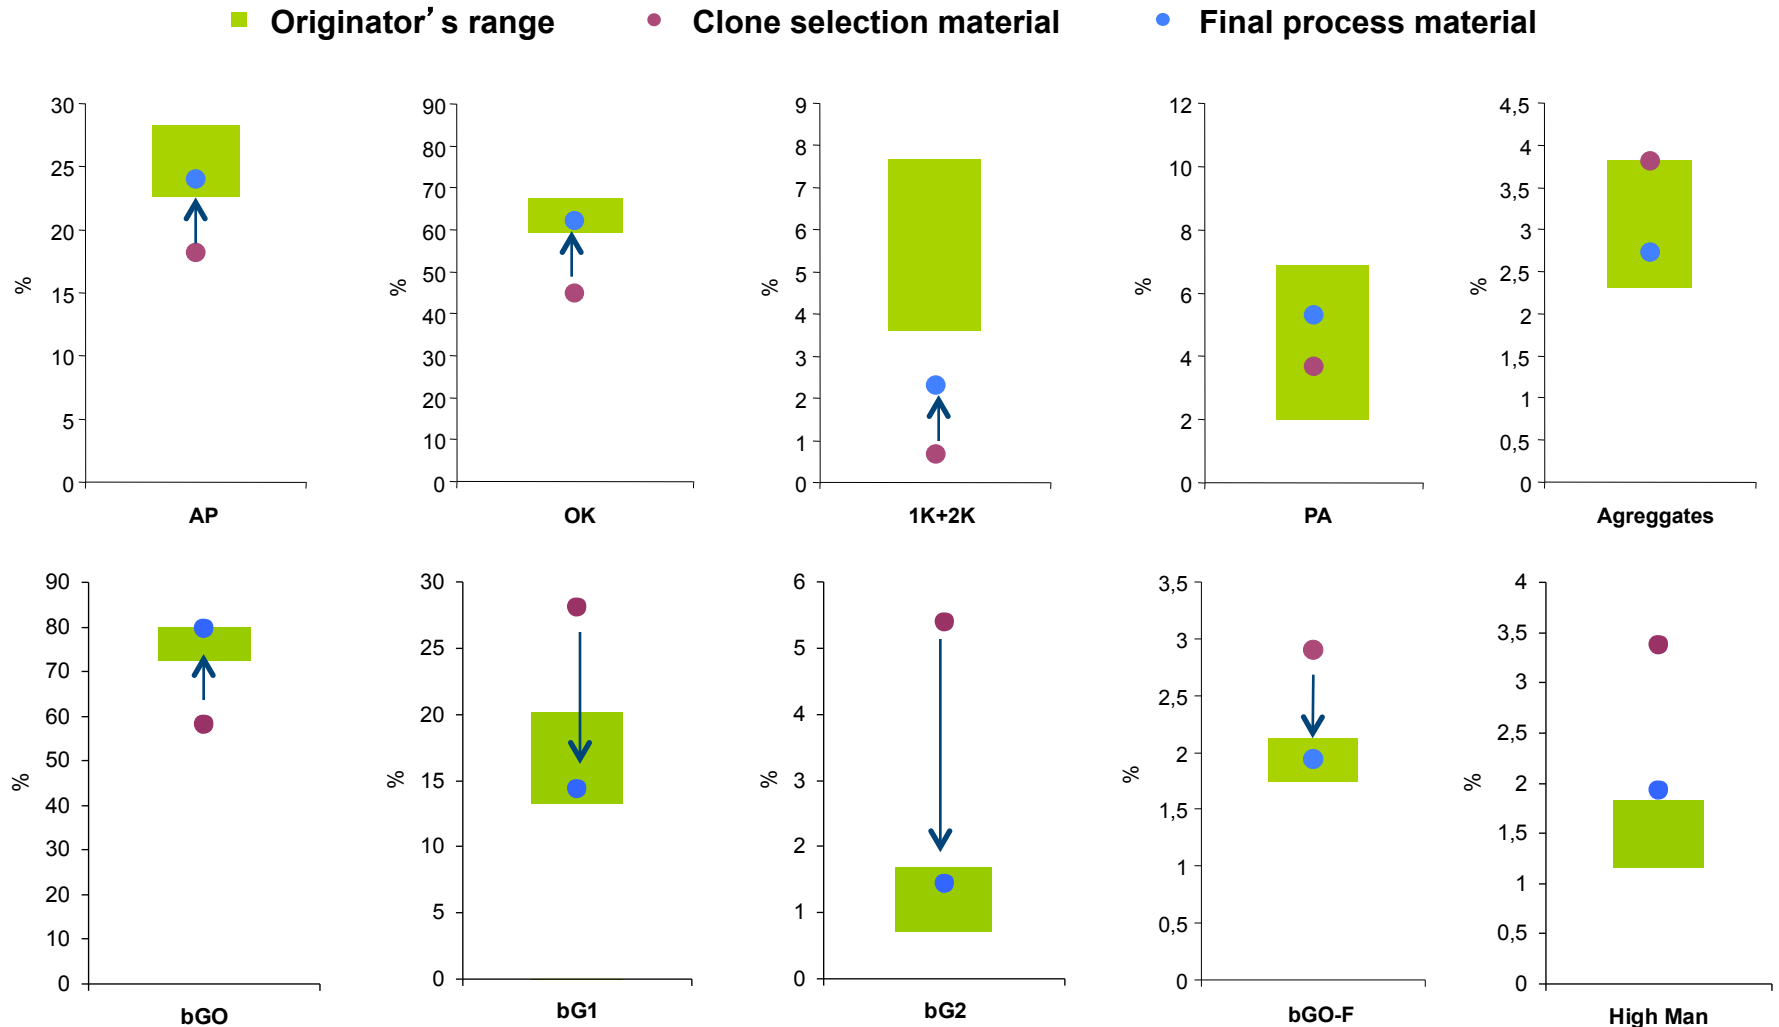 Originator's range Clone selection material Final process material
30 25 20 15 10 5 0
%
AP
90 80 70 60 50 40 30 20 10 0
%
OK
9 8 7 6 5 4 3 2 1 0
%
1K+2K
12 10 8 6 4 2 0
%
PA
4,5 4 3,5 3 2,5 2 1,5 1 0,5 0
%
Agreggates
90 80 70 60 50 40 30 20 10 0
%
bGO
30 25 20 15 10 5 0
%
bG1
6 5 4 3 2 1 0
%
bG2
3,5 3 2,5 2 1,5 1 0,5 0
%
bGO-F
4 3,5 3 2,5 2 1,5 1 0,5 0
%
High Man